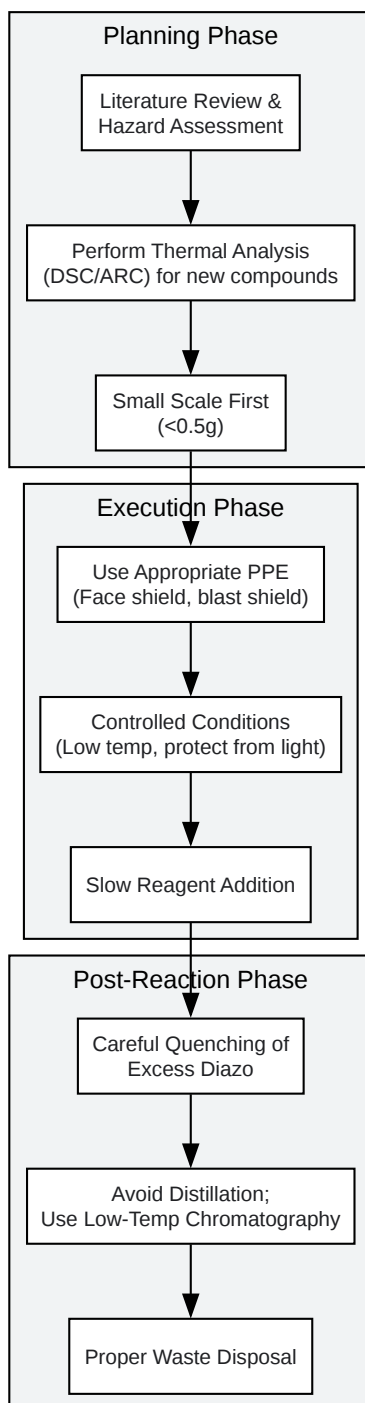 Planning Phase
Literature Review &
Hazard Assessment
Perform Thermal Analysis
(DSC/ARC) for new compounds
Small Scale First
(<0.5g)
Execution Phase
Use Appropriate PPE
(Face shield, blast shield)
Controlled Conditions
(Low temp, protect from light)
Slow Reagent Addition
Post-Reaction Phase
Careful Quenching of
Excess Diazo
Avoid Distillation;
Use Low-Temp Chromatography
Proper Waste Disposal